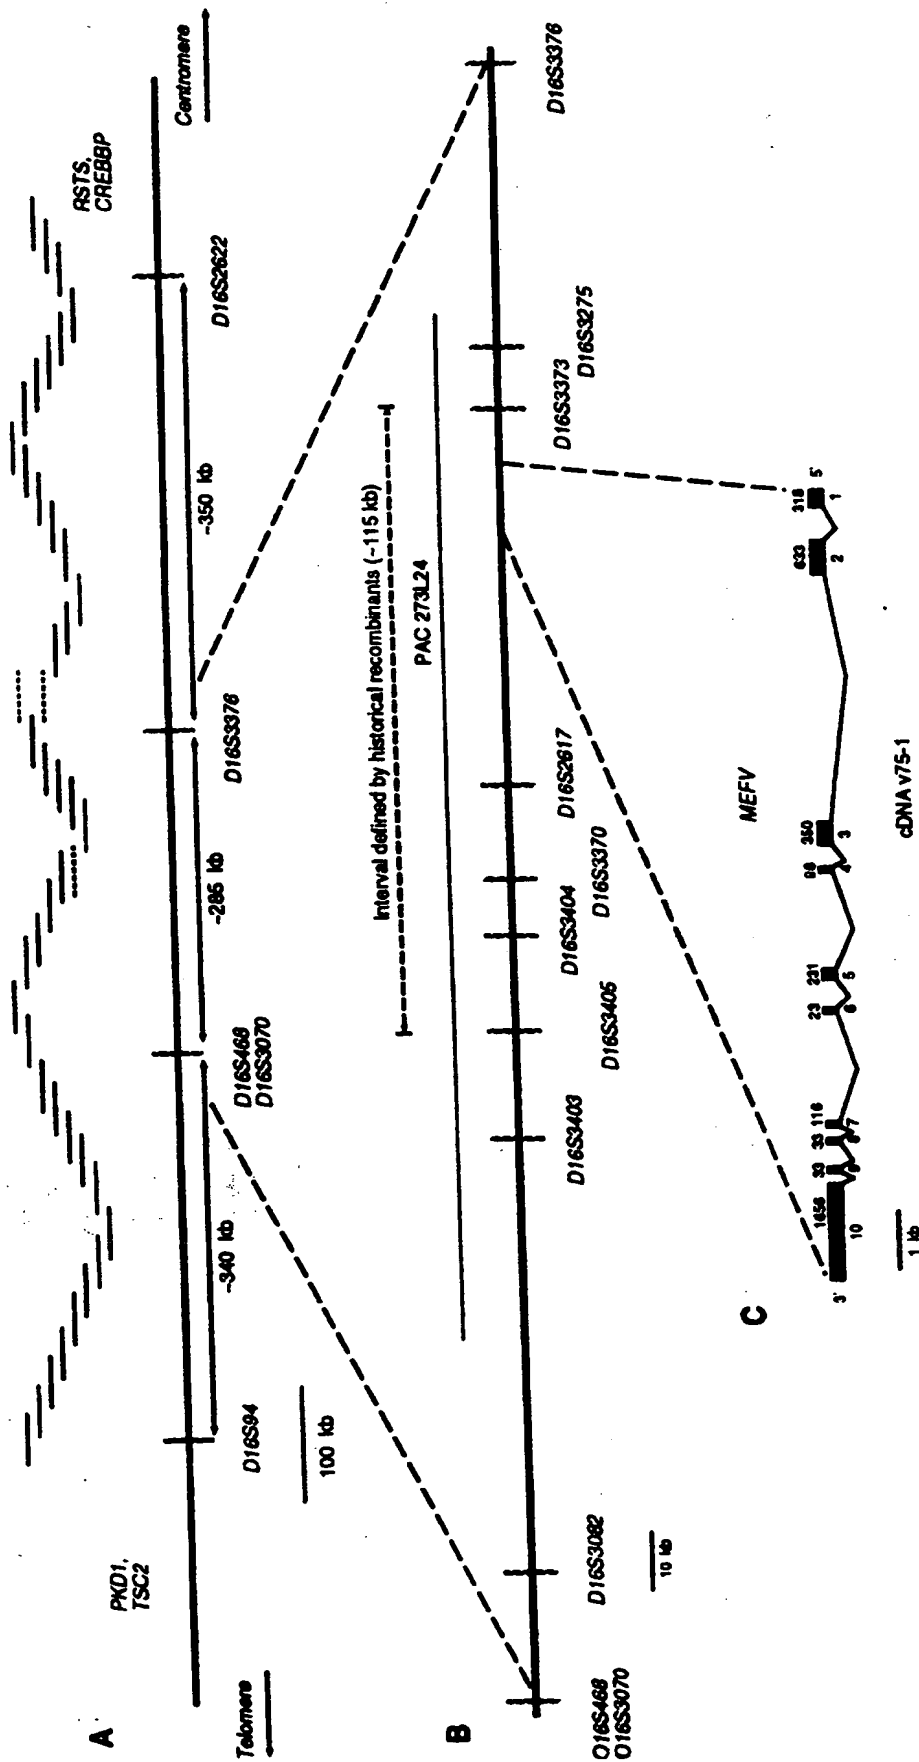 A
Telomere
PKD1,
TSC2
RSTS,
CREBBP
Centromere
D16S94
~340 kb
D16S468
D16S3070
~285 kb
D16S3376
~350 kb
D16S2622
100 kb
B
Interval defined by historical recombinants (~115 kb)
PAC 273L24
D16S468
D16S3070
D16S3082
D16S3403
D16S3405
D16S3404
D16S3370
D16S2617
D16S3373
D16S3275
D16S3376
10 kb
C
MEFV
3' 1656 33 33 116 23 231 96 350 633 318 5'
10 9 8 7 6 5 4 3 2 1
1 kb
cDNA v75-1